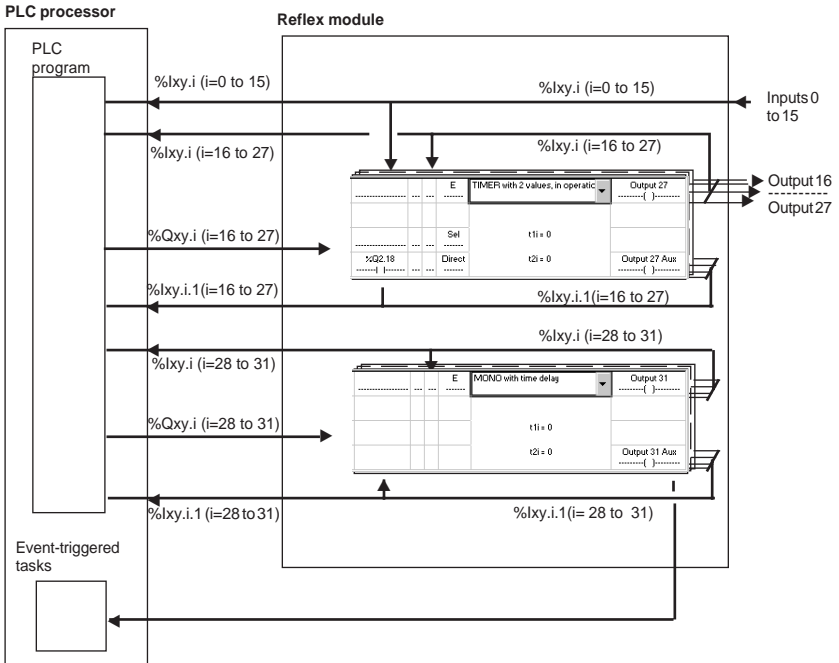 PLC processor
Reflex module
PLC
program
%Ixy.i (i=0 to 15)
%Ixy.i (i=0 to 15)
Inputs 0
to 15
%Ixy.i (i=16 to 27)
%Ixy.i (i=16 to 27)
E
TIMER with 2 values, in operatic
Output 27
( )
Output 16
Output 27
%Qxy.i (i=16 to 27)
Sel
t1i = 0
%Q2.18
Direct
t2i = 0
Output 27 Aux
( )
%Ixy.i.1(i=16 to 27)
%Ixy.i.1(i=16 to 27)
%Ixy.i (i=28 to 31)
%Ixy.i (i=28 to 31)
E
MONO with time delay
Output 31
( )
%Qxy.i (i=28 to 31)
t1i = 0
t2i = 0
Output 31 Aux
( )
%Ixy.i.1 (i=28 to 31)
%Ixy.i.1(i= 28 to 31)
Event-triggered
tasks